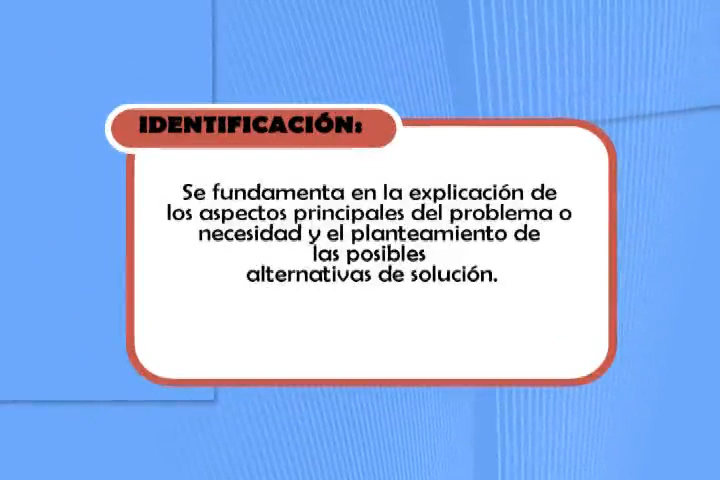 IDENTIFICACIÓN:
Se fundamenta en la explicación de
los aspectos principales del problema o
necesidad y el planteamiento de
las posibles
alternativas de solución.